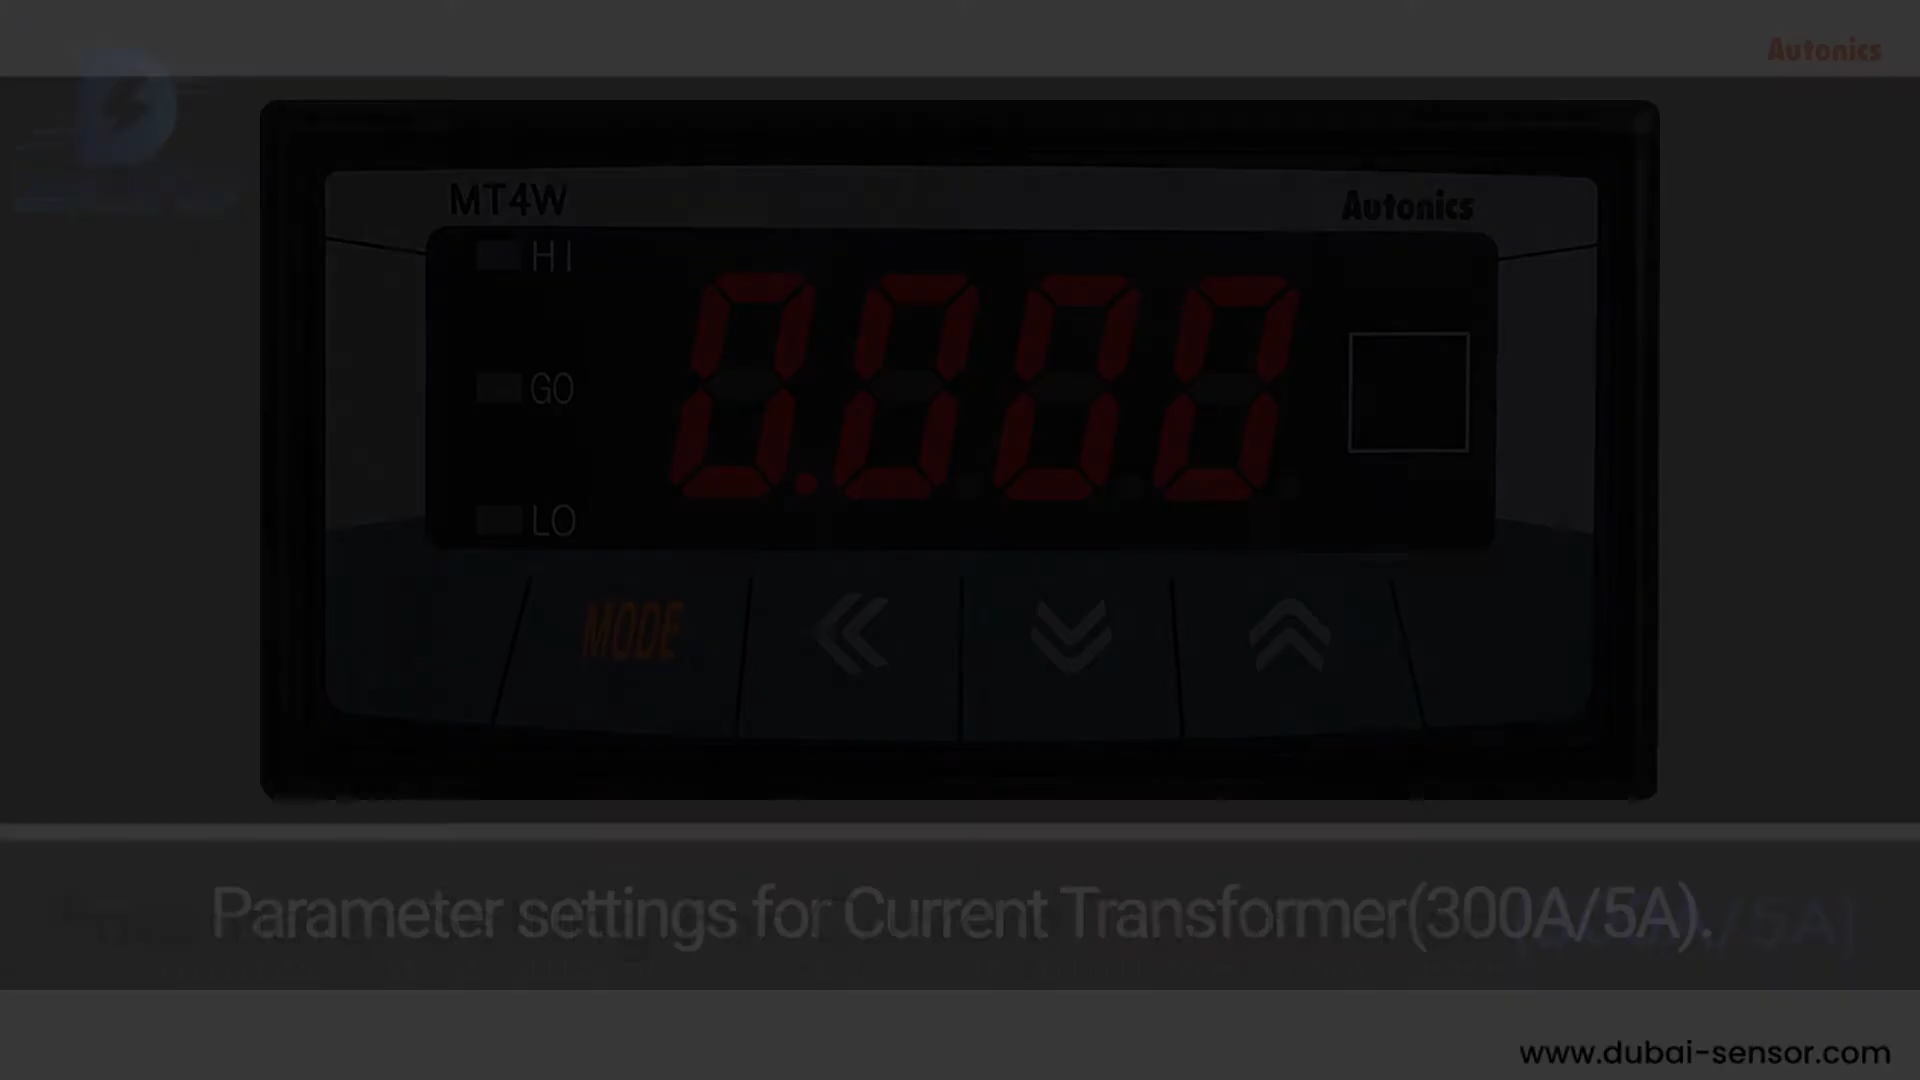 Autonics
MT4W
Autonics
HI
0.000
GO
LO
MODE
Parameter settings for Current Transformer(300A/5A).
/5A)
www.dubai-sensor.com